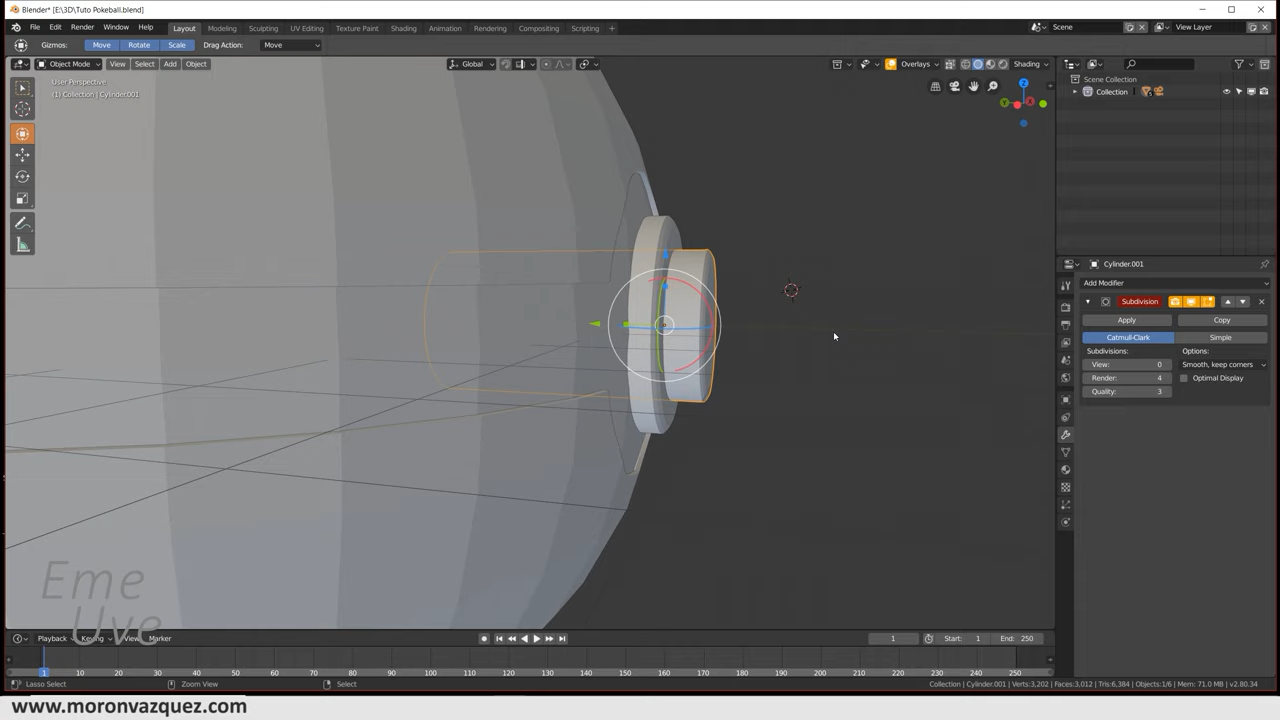 Blender* [E:\3D\Tuto Pokeball.blend]
File Edit Render Window Help Layout Modeling Sculpting UV Editing Texture Paint Shading Animation Rendering Compositing Scripting + Scene View Layer
Gizmos: Move Rotate Scale Drag Action: Move
Object Mode View Select Add Object Global Overlays Shading
User Perspective
(1) Collection | Cylinder.001
Z
Y X
Scene Collection
Collection
Cylinder.001
Add Modifier
Subdivision
Apply Copy
Catmull-Clark Simple
Subdivisions: Options:
View: 0 Smooth, keep corners
Render: 4 Optimal Display
Quality: 3
Eme
Uve
Playback Keying View Marker 1 Start: 1 End: 250
1 10 20 30 40 50 60 70 80 90 100 110 120 130 140 150 160 170 180 190 200 210 220 230 240 250
Lasso Select Zoom View Select Collection | Cylinder.001 | Verts:3,202 | Faces:3,012 | Tris:6,384 | Objects:1/6 | Mem: 71.0 MB | v2.80.34
www.moronvazquez.com